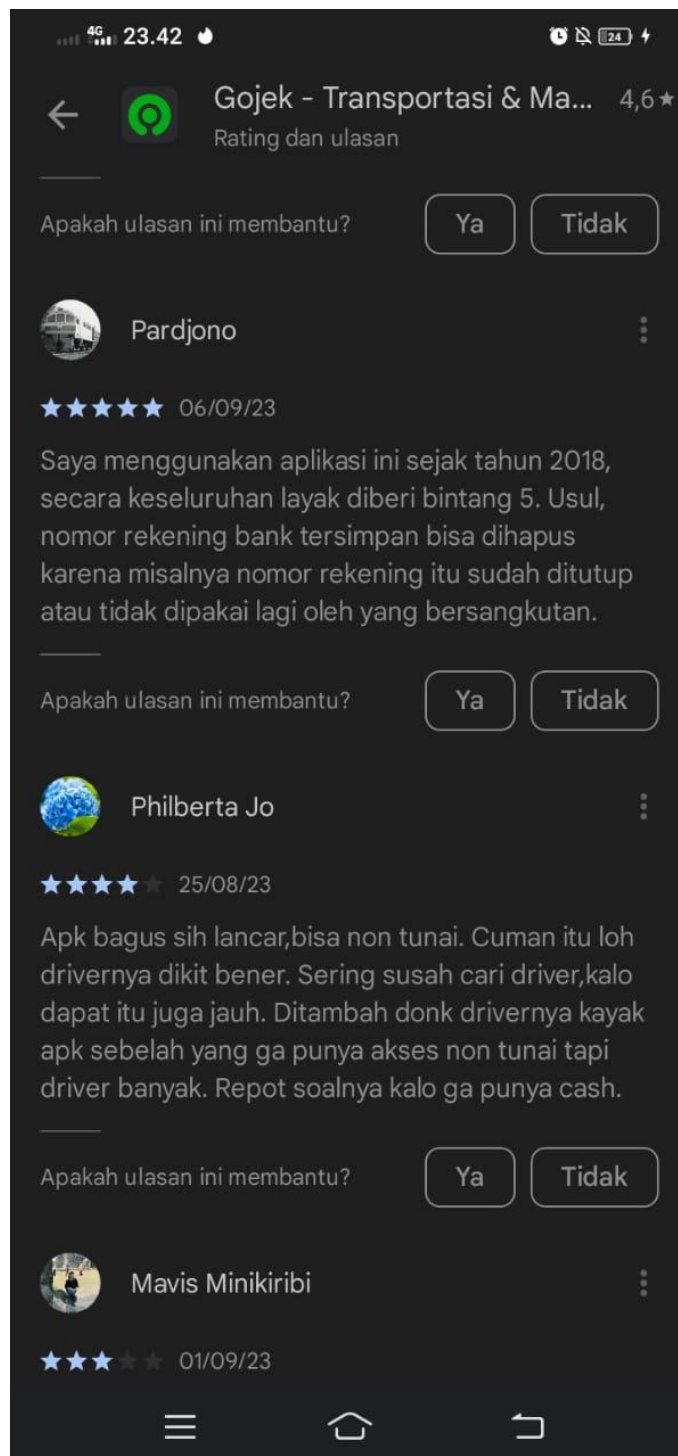 4G 23.42 24
Gojek - Transportasi & Ma... 4,6★
Rating dan ulasan
Apakah ulasan ini membantu? Ya Tidak
Pardjono
★★★★★ 06/09/23
Saya menggunakan aplikasi ini sejak tahun 2018,
secara keseluruhan layak diberi bintang 5. Usul,
nomor rekening bank tersimpan bisa dihapus
karena misalnya nomor rekening itu sudah ditutup
atau tidak dipakai lagi oleh yang bersangkutan.
Apakah ulasan ini membantu? Ya Tidak
Philberta Jo
★★★★★ 25/08/23
Apk bagus sih lancar,bisa non tunai. Cuman itu loh
drivernya dikit bener. Sering susah cari driver,kalo
dapat itu juga jauh. Ditambah donk drivernya kayak
apk sebelah yang ga punya akses non tunai tapi
driver banyak. Repot soalnya kalo ga punya cash.
Apakah ulasan ini membantu? Ya Tidak
Mavis Minikiribi
★★★★★ 01/09/23